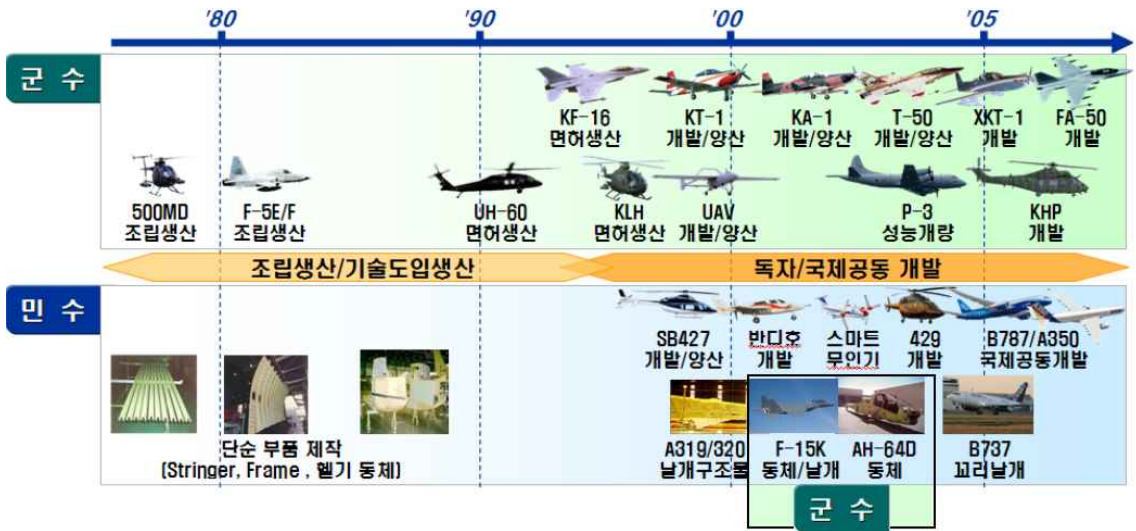 '80
'90
'00
'05
군 수
KF-16
면허생산
KT-1
개발/양산
KA-1
개발/양산
T-50
개발/양산
XKT-1
개발
FA-50
개발
500MD
조립생산
F-5E/F
조립생산
UH-60
면허생산
KLH
면허생산
UAV
개발/양산
P-3
성능개량
KHP
개발
조립생산/기술도입생산
독자/국제공동 개발
민 수
SB427
개발/양산
반디호
개발
스마트
무인기
429
개발
B787/A350
국제공동개발
단순 부품 제작
(Stringer, Frame , 헬기 동체)
A319/320
날개구조물
F-15K
동체/날개
AH-64D
동체
B737
꼬리날개
군 수